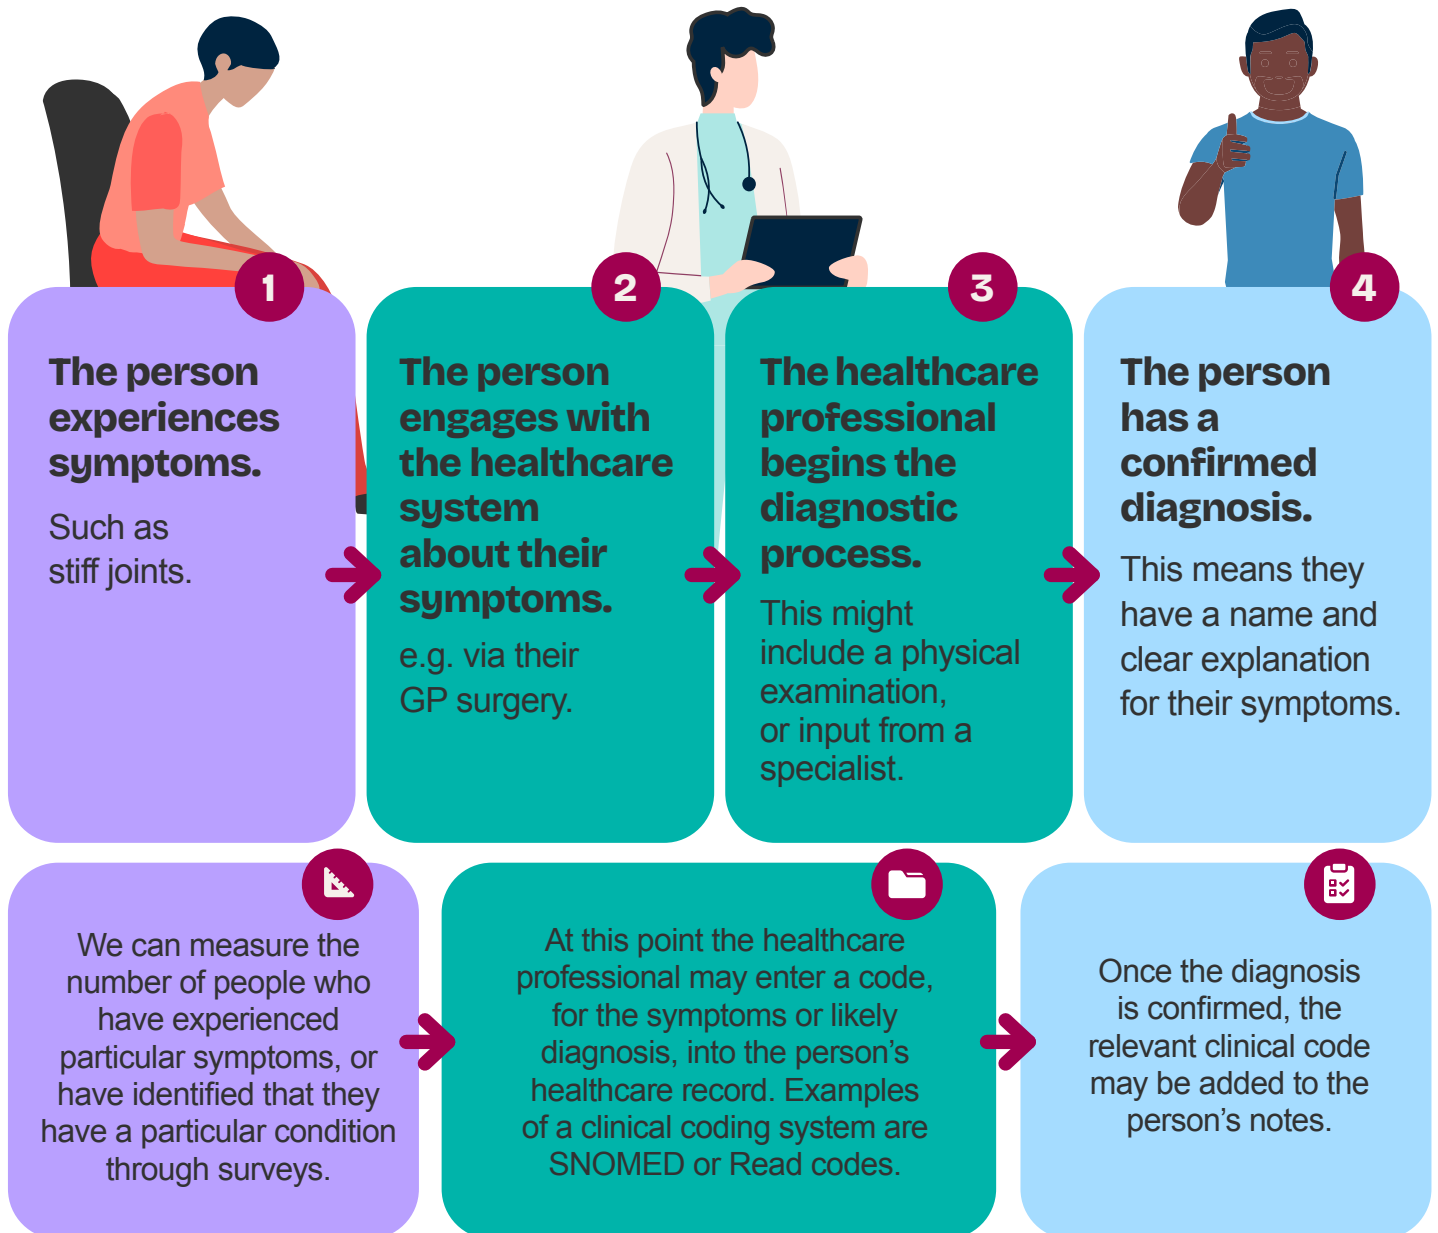 1
The person
experiences
symptoms.
Such as
stiff joints.
2
The person
engages with
the healthcare
system
about their
symptoms.
e.g. via their
GP surgery.
3
The healthcare
professional
begins the
diagnostic
process.
This might
include a physical
examination,
or input from a
specialist.
4
The person
has a
confirmed
diagnosis.
This means they
have a name and
clear explanation
for their symptoms.
We can measure the
number of people who
have experienced
particular symptoms, or
have identified that they
have a particular condition
through surveys.
At this point the healthcare
professional may enter a code,
for the symptoms or likely
diagnosis, into the person’s
healthcare record. Examples
of a clinical coding system are
SNOMED or Read codes.
Once the diagnosis
is confirmed, the
relevant clinical code
may be added to the
person’s notes.